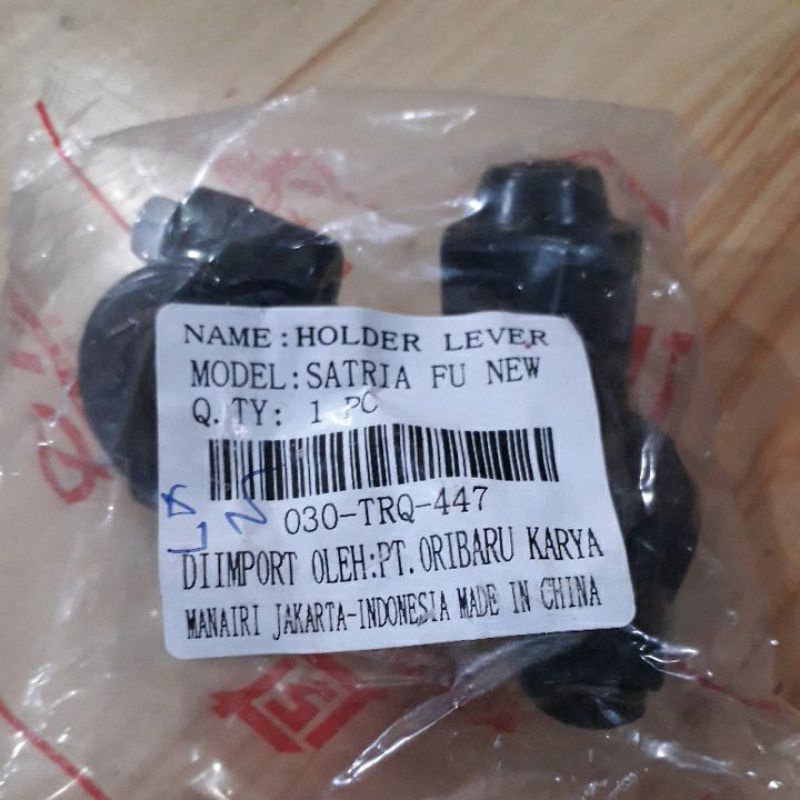 NAME:HOLDER LEVER
MODEL:SATRIA FU NEW
Q.TY: 1 PC
030-TRQ-447
DIIMPORT OLEH:PT.ORIBARU KARYA
MANAIRI JAKARTA-INDONESIA MADE IN CHINA